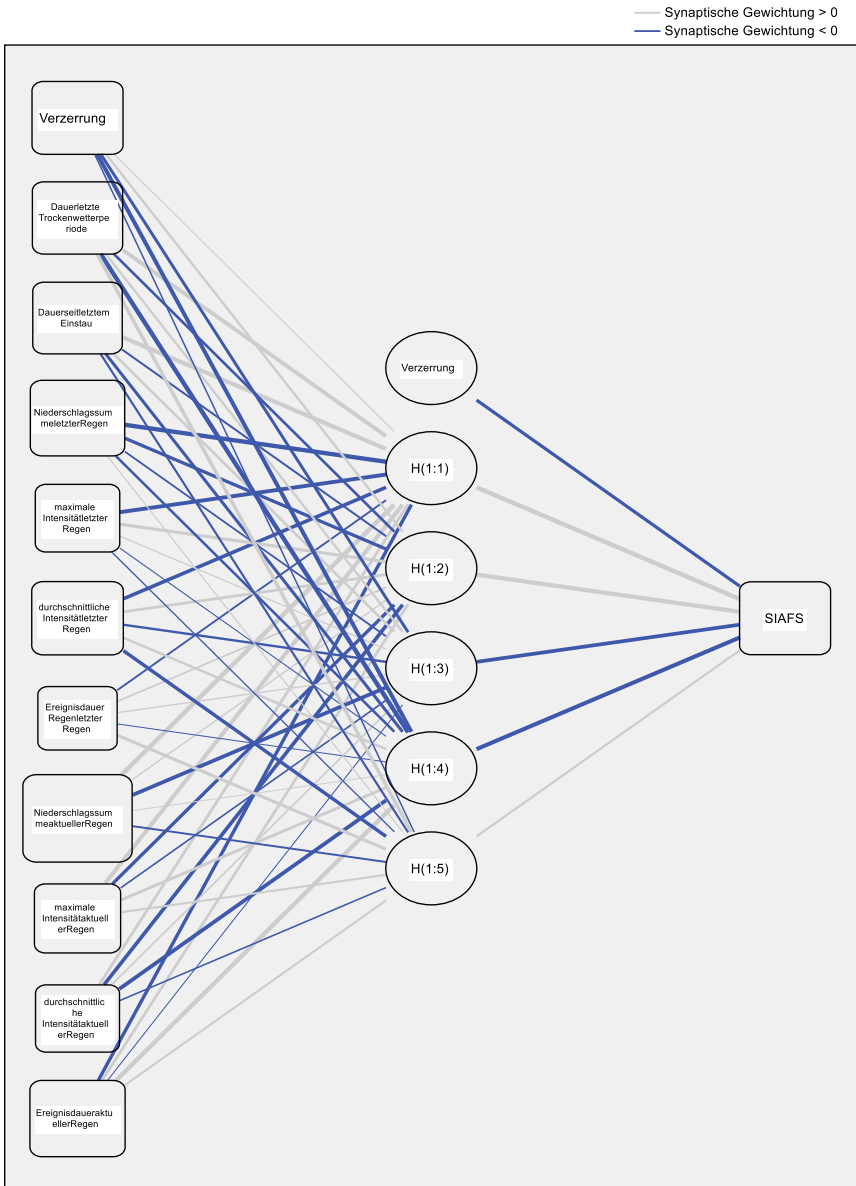 Synaptische Gewichtung > 0
Synaptische Gewichtung < 0
Verzerrung
Dauerletzte
Trockenwetterpe
riode
Dauerseitletztem
Einstau
Niederschlagssum
meletzterRegen
maximale
Intensitätletzter
Regen
durchschnittliche
Intensitätletzter
Regen
Ereignisdauer
Regenletzter
Regen
Niederschlagssum
meaktuellerRegen
maximale
Intensitätaktuell
erRegen
durchschnittlic
he
Intensitätaktuell
erRegen
Ereignisdaueraktu
ellerRegen
Verzerrung
H(1:1)
H(1:2)
H(1:3)
H(1:4)
H(1:5)
SIAFS